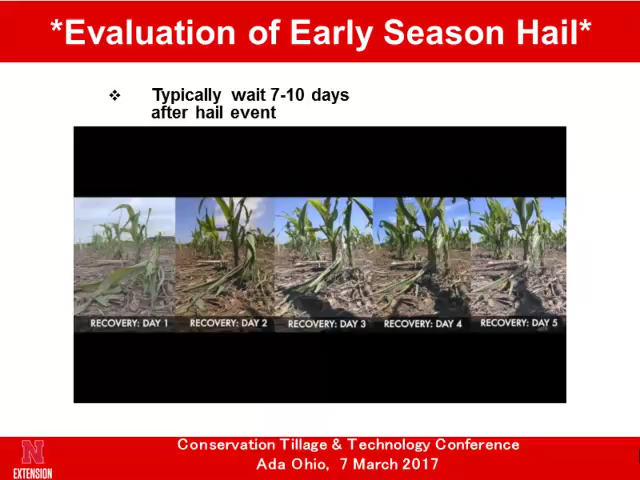 *Evaluation of Early Season Hail*
❖ Typically wait 7-10 days
after hail event
RECOVERY: DAY 1 RECOVERY: DAY 2 RECOVERY: DAY 3 RECOVERY: DAY 4 RECOVERY: DAY 5
Conservation Tillage & Technology Conference
Ada Ohio, 7 March 2017
N
EXTENSION